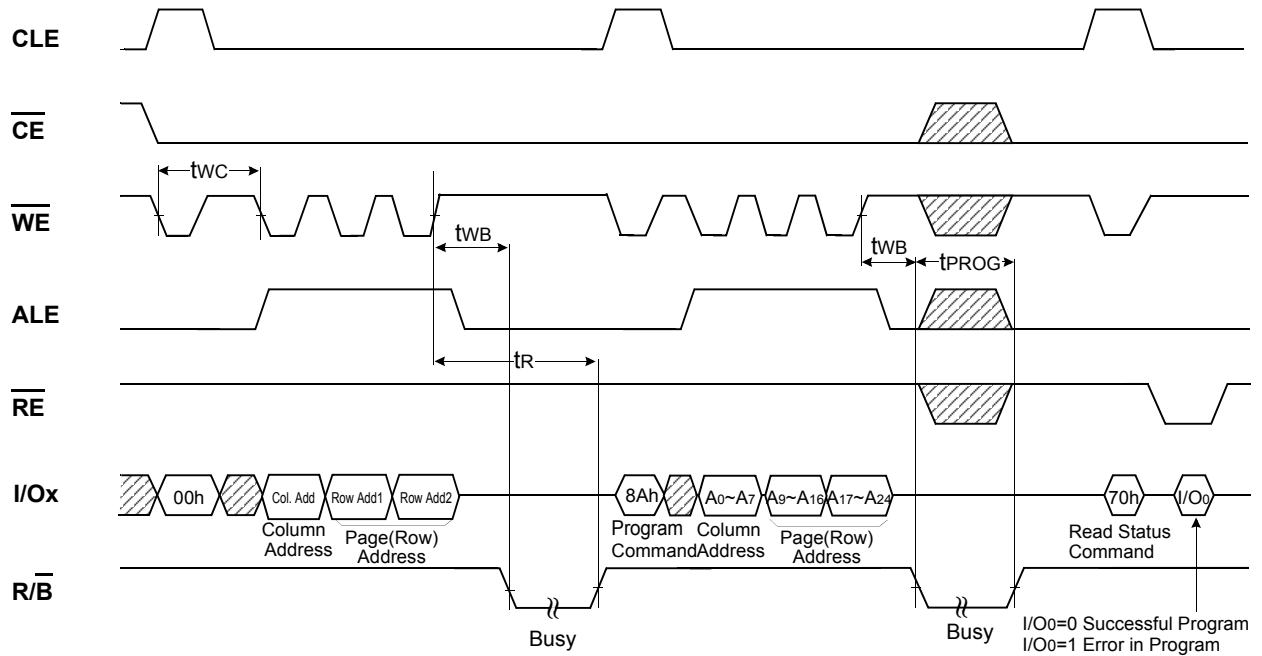 CLE
CE
tWC
WE
tWB
tWB
tPROG
ALE
tR
RE
I/Ox
00h
Col. Add
Row Add1
Row Add2
8Ah
A0~A7
A9~A16
A17~A24
70h
I/O0
Column
Address
Page(Row)
Address
Program
Command
Column
Address
Page(Row)
Address
Read Status
Command
R/B
Busy
Busy
I/O0=0 Successful Program
I/O0=1 Error in Program